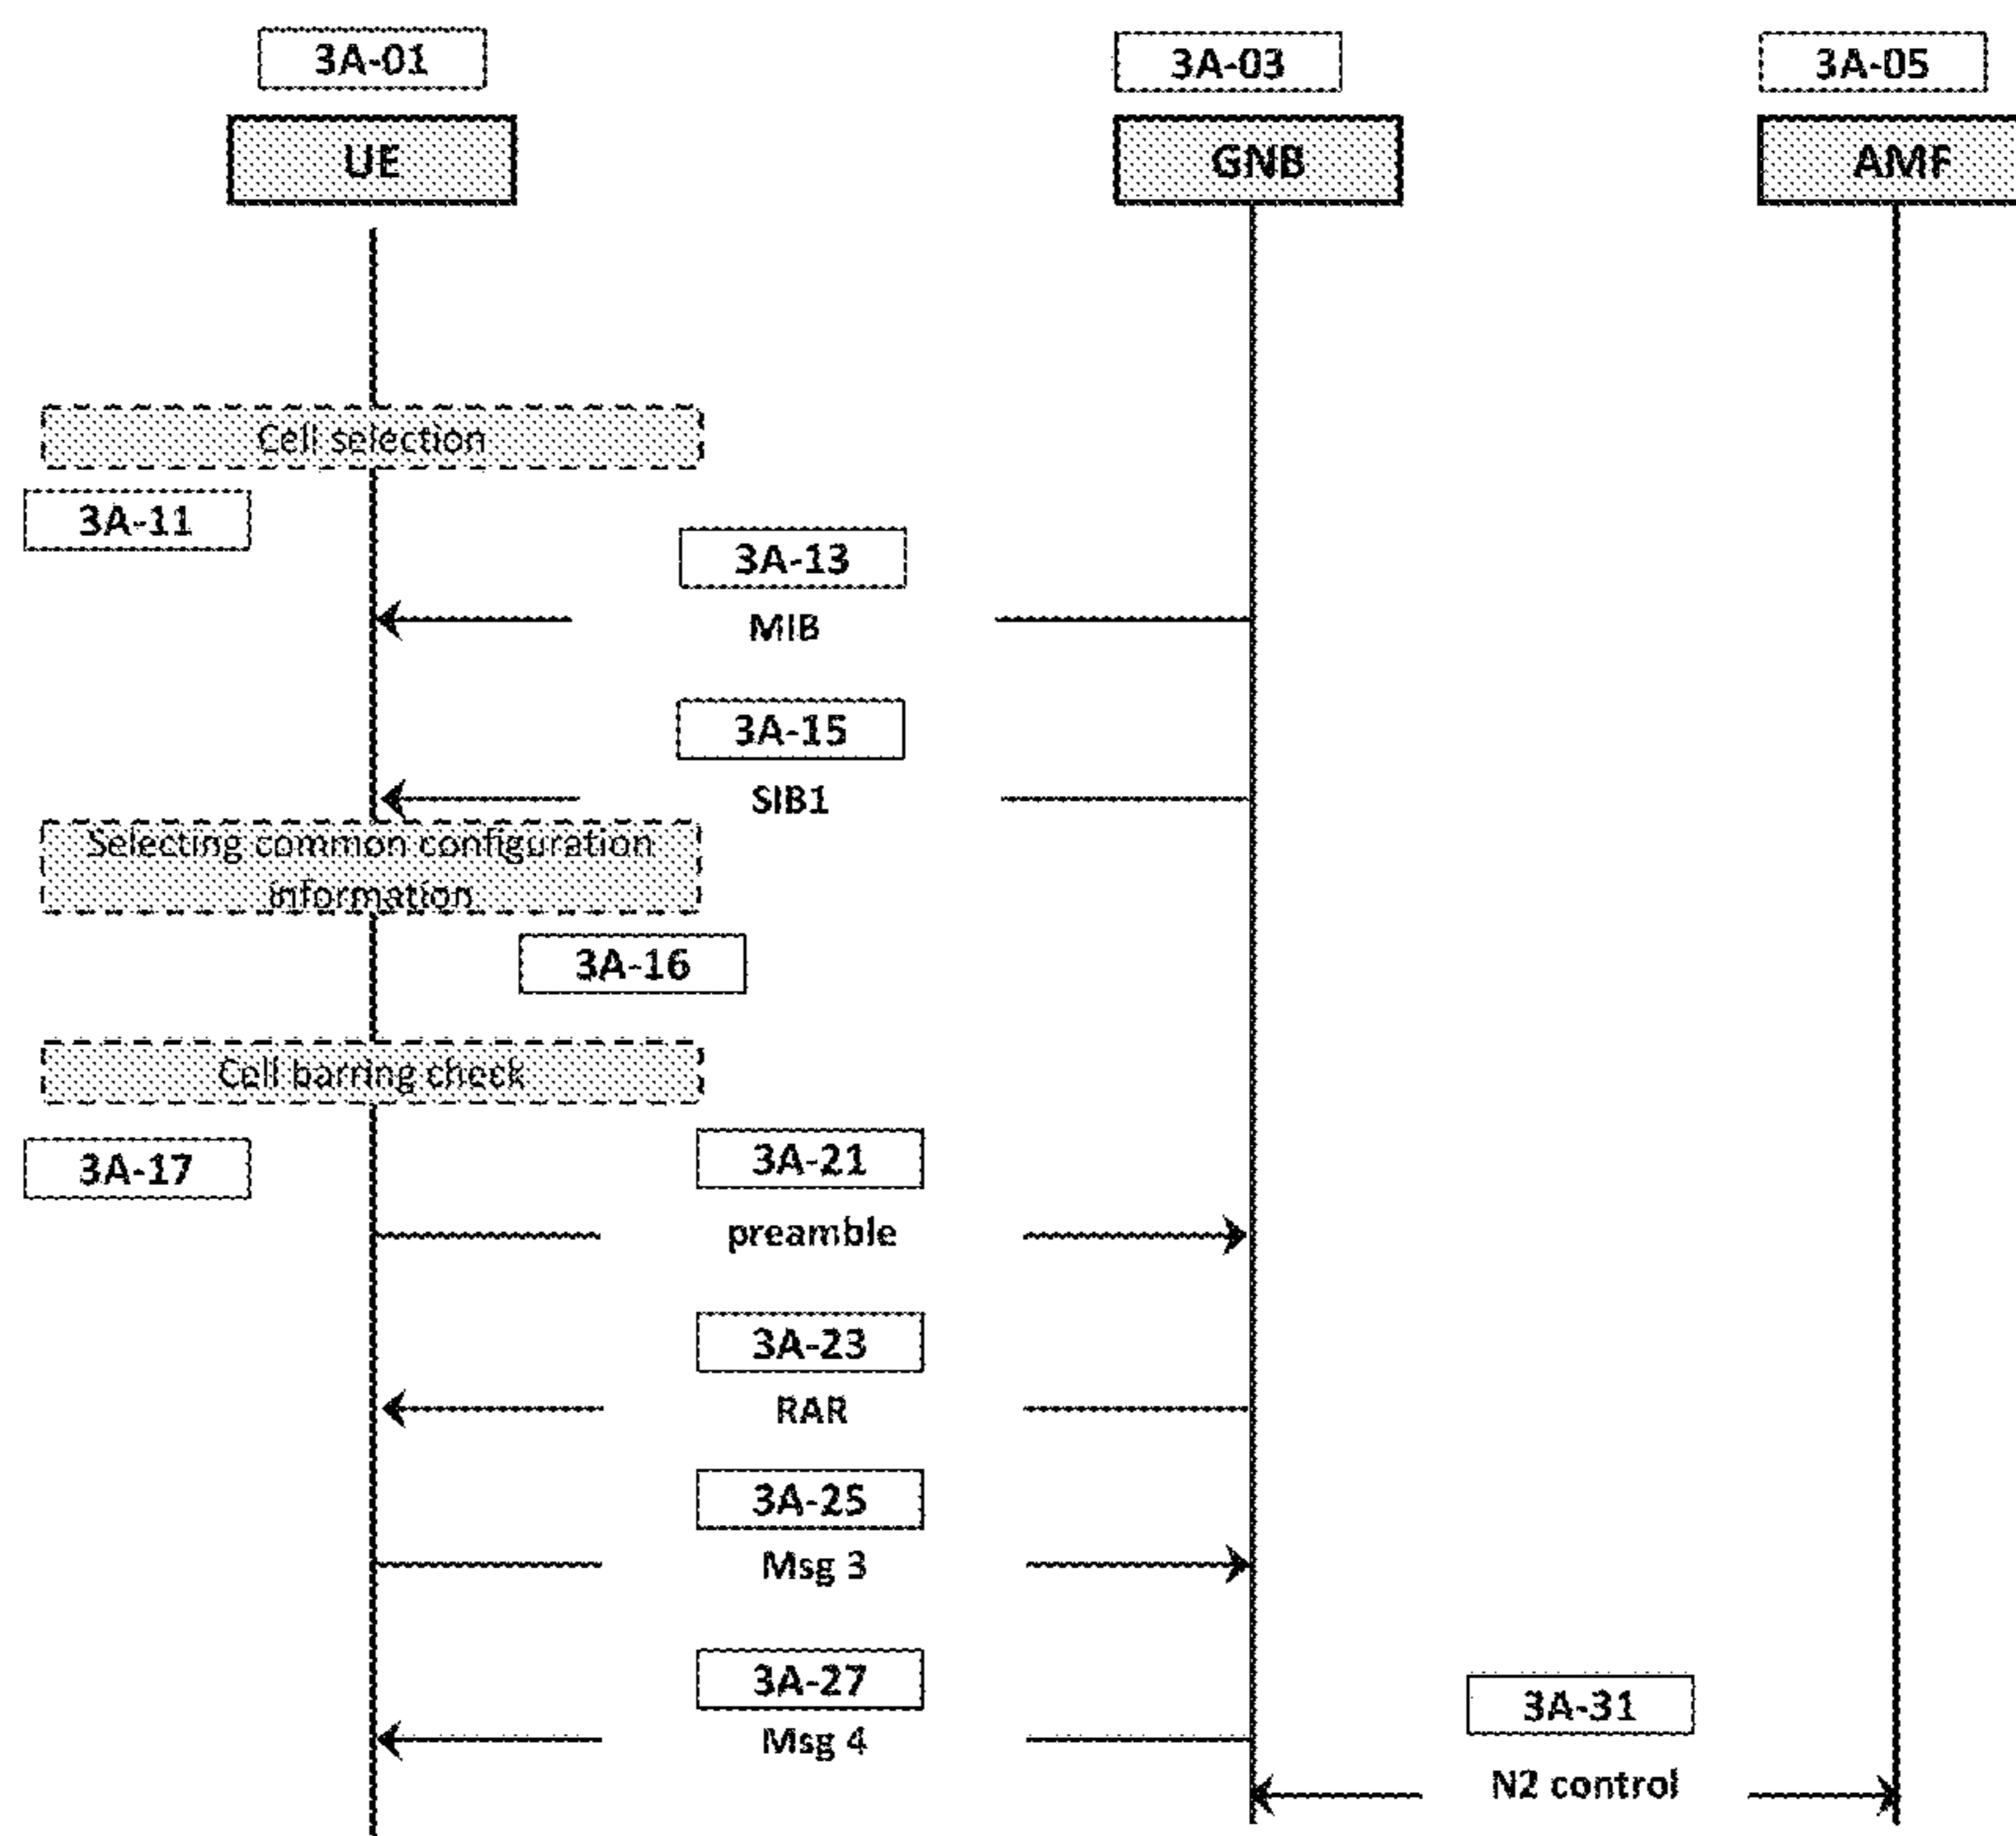 3A-01
3A-03
3A-05
UE
GNB
AMF
Cell selection
3A-11
3A-13
MIB
3A-15
SIB1
Selecting common configuration
information
3A-16
Cell barring check
3A-17
3A-21
preamble
3A-23
RAR
3A-25
Msg 3
3A-27
Msg 4
3A-31
N2 control